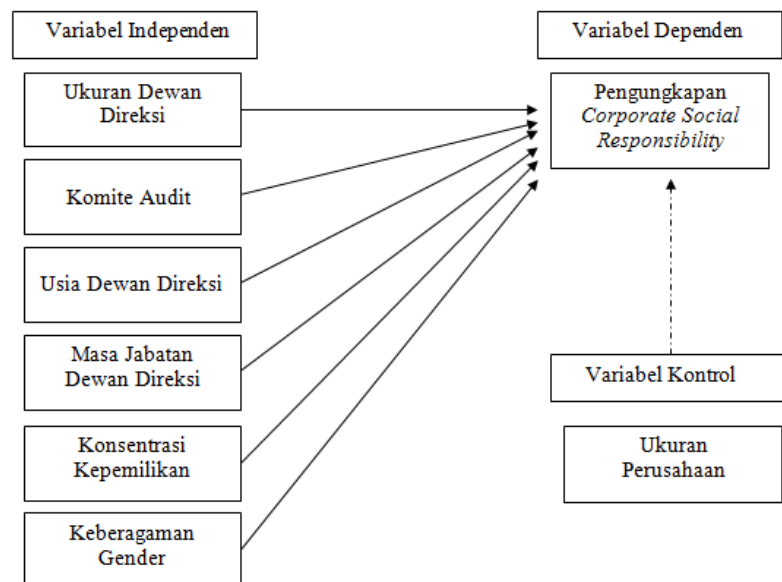 Variabel Independen
Variabel Dependen
Ukuran Dewan
Direksi
Pengungkapan
Corporate Social
Responsibility
Komite Audit
Usia Dewan Direksi
Masa Jabatan
Dewan Direksi
Variabel Kontrol
Konsentrasi
Kepemilikan
Ukuran
Perusahaan
Keberagaman
Gender